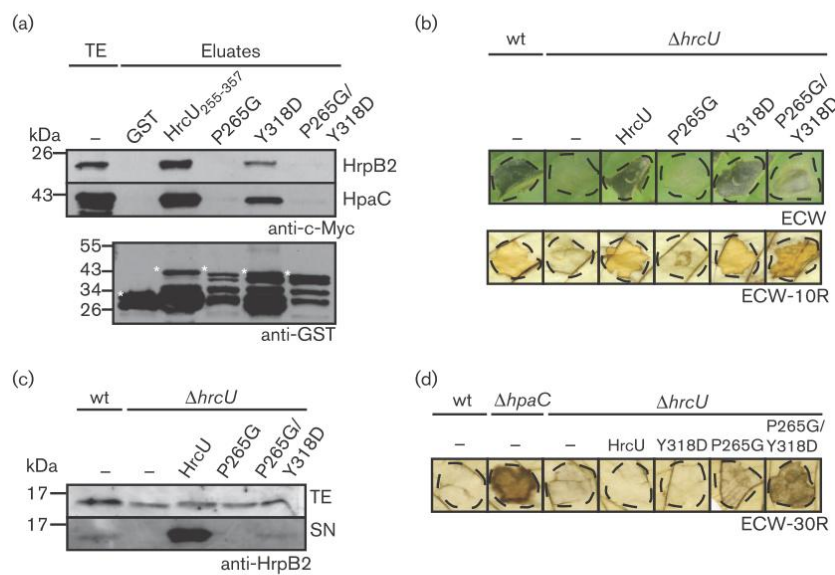 (a)
TE
Eluates
–
GST
HrcU255–357
P265G
Y318D
P265G/
Y318D
kDa
26
HrpB2
43
HpaC
anti-c-Myc
55
43
34
26
* * * * *
anti-GST
(b)
wt
ΔhrcU
–
–
HrcU
P265G
Y318D
P265G/
Y318D
ECW
ECW-10R
(c)
wt
ΔhrcU
–
–
HrcU
P265G
P265G/
Y318D
kDa
17
TE
17
SN
anti-HrpB2
(d)
wt
ΔhpaC
ΔhrcU
–
–
–
HrcU
Y318D
P265G
P265G/
Y318D
ECW-30R